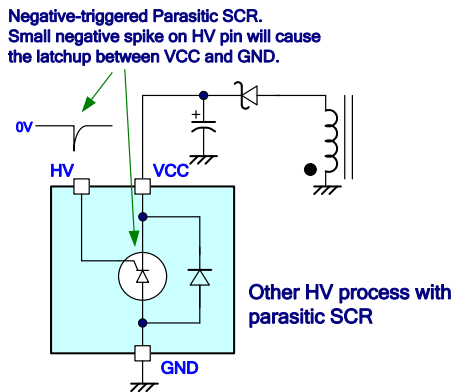 Negative-triggered Parasitic SCR.
Small negative spike on HV pin will cause
the latchup between VCC and GND.
0V
+
HV
VCC
Other HV process with
parasitic SCR
GND